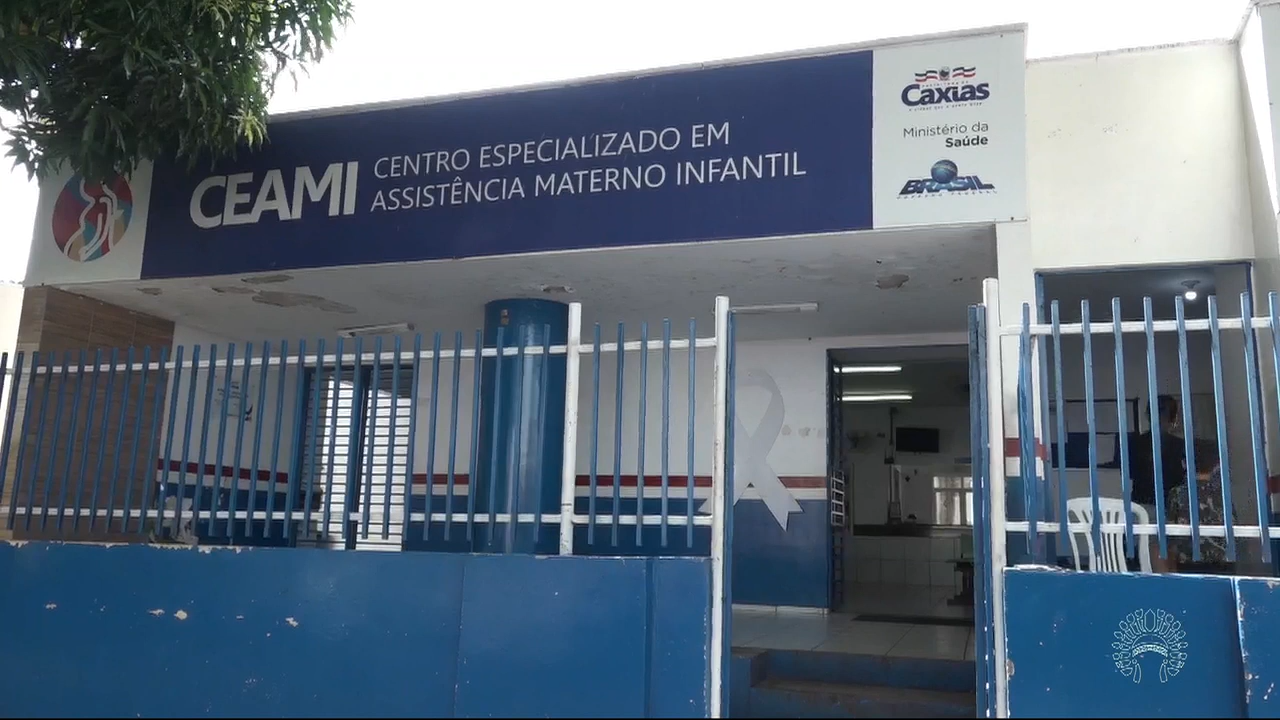 CEAMI
CENTRO ESPECIALIZADO EM
ASSISTÊNCIA MATERNO INFANTIL
Caxias
Ministério da
Saúde
BRASIL